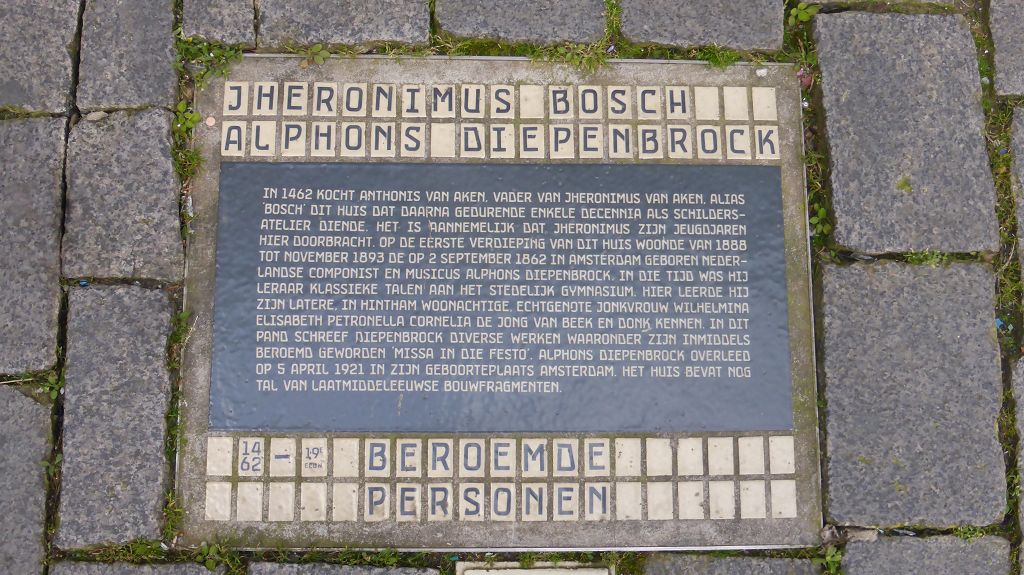 JHERONIMUS BOSCH
ALPHONS DIEPENBROCK
IN 1462 KOCHT ANTHONIS VAN AKEN, VADER VAN JHERONIMUS VAN AKEN, ALIAS
BOSCH' DIT HUIS DAT DAARNA GEDURENDE ENKELE DECENNIA ALS SCHILDERS-
ATELIER DIENDE. HET IS AANNEMELIJK DAT JHERONIMUS ZIJN JEUGDJAREN
HIER DOORBRACHT. OP DE EERSTE VERDIEPING VAN DIT HUIS WOONDE VAN 1888
TOT NOVEMBER 1893 DE OP 2 SEPTEMBER 1862 IN AMSTERDAM GEBOREN NEDER-
LANDSE COMPONIST EN MUSICUS ALPHONS DIEPENBROCK. IN DIE TIJD WAS HIJ
LERAAR KLASSIEKE TALEN AAN HET STEDELIJK GYMNASIUM. HIER LEERDE HIJ
ZIJN LATERE, IN HINTHAM WOONACHTIGE, ECHTGENOTE JONKVROUW WILHELMINA
ELISABETH PETRONELLA CORNELIA DE JONG VAN BEEK EN DONK KENNEN. IN DIT
PAND SCHREEF DIEPENBROCK DIVERSE WERKEN WAARONDER ZIJN INMIDDELS
BEROEMD GEWORDEN 'MISSA IN DIE FESTO'. ALPHONS DIEPENBROCK OVERLEED
OP 5 APRIL 1921 IN ZIJN GEBOORTEPLAATS AMSTERDAM. HET HUIS BEVAT NOG
TAL VAN LAATMIDDELEEUWSE BOUWFRAGMENTEN.
1462 – 19E EEUW BEROEMDE
PERSONEN